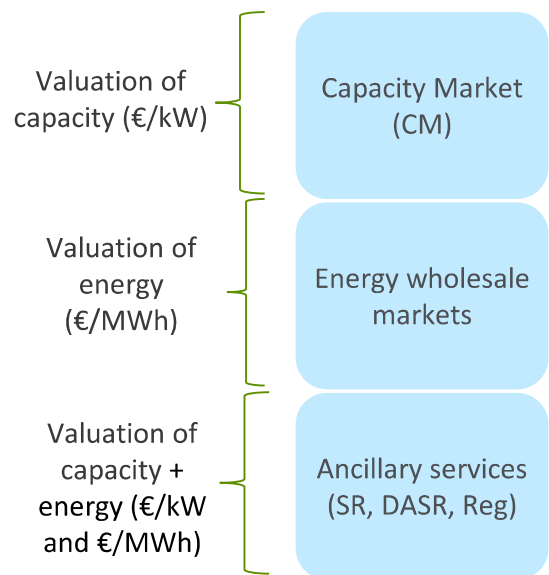 Valuation of
capacity (€/kW)
Capacity Market
(CM)
Valuation of
energy
(€/MWh)
Energy wholesale
markets
Valuation of
capacity +
energy (€/kW
and €/MWh)
Ancillary services
(SR, DASR, Reg)